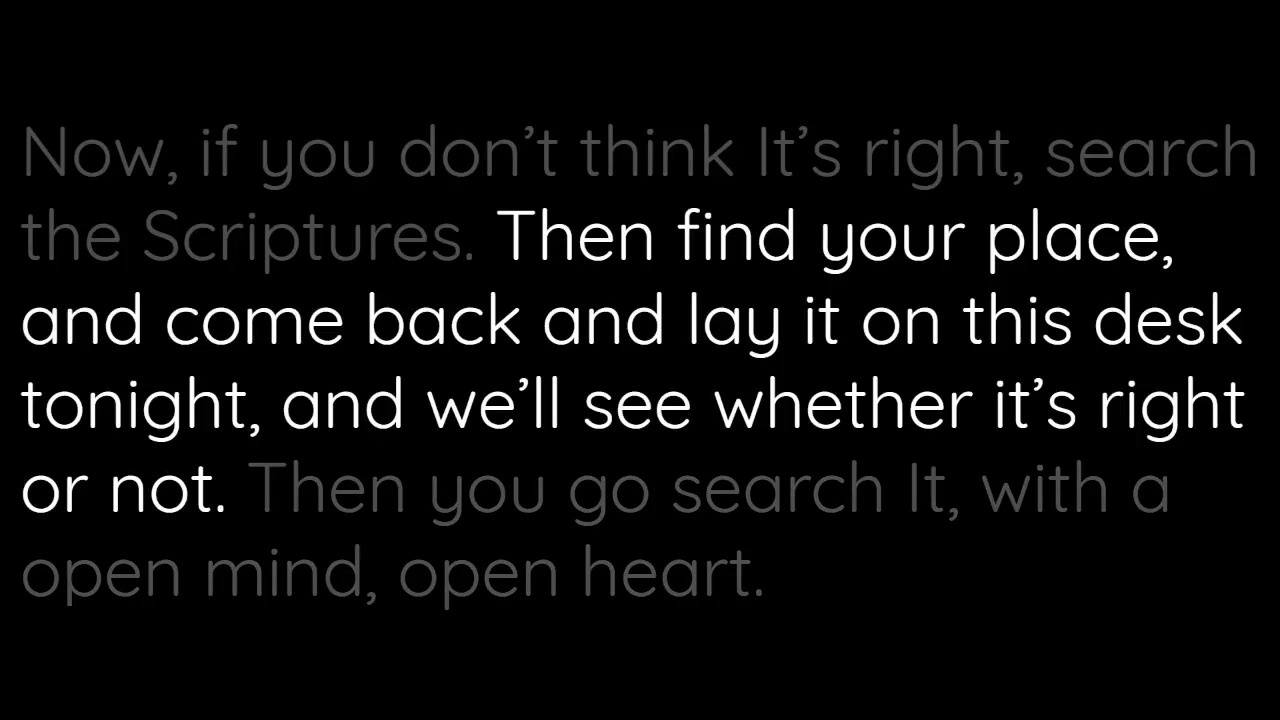 Now, if you don’t think It’s right, search
the Scriptures. Then find your place,
and come back and lay it on this desk
tonight, and we’ll see whether it’s right
or not. Then you go search It, with a
open mind, open heart.